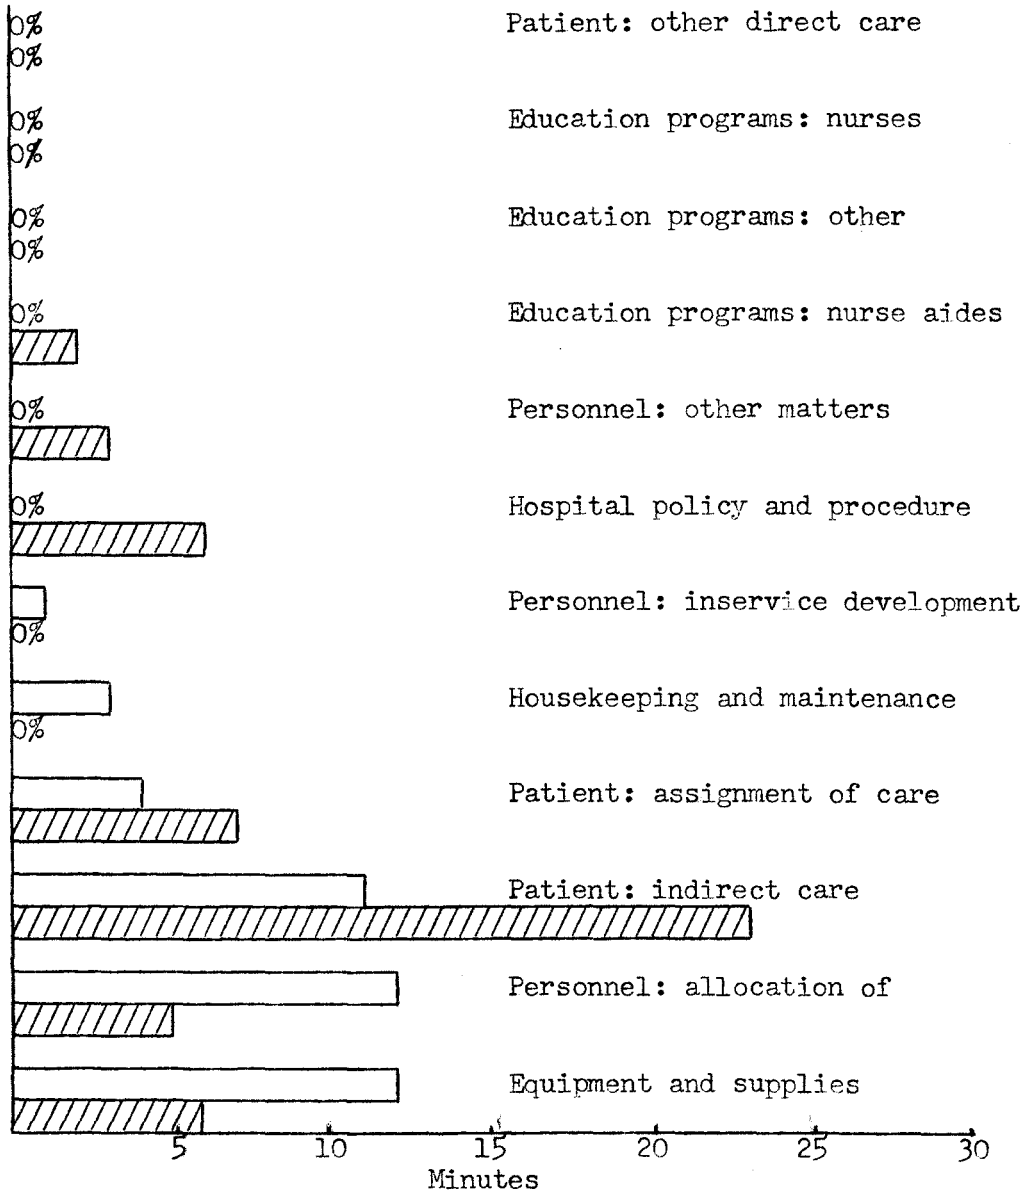 0% Patient: other direct care
0%
0% Education programs: nurses
0%
0% Education programs: other
0%
0% Education programs: nurse aides
0% Personnel: other matters
0% Hospital policy and procedure
Personnel: inservice development
0%
Housekeeping and maintenance
0%
Patient: assignment of care
Patient: indirect care
Personnel: allocation of
Equipment and supplies
5 10 15 20 25 30
Minutes